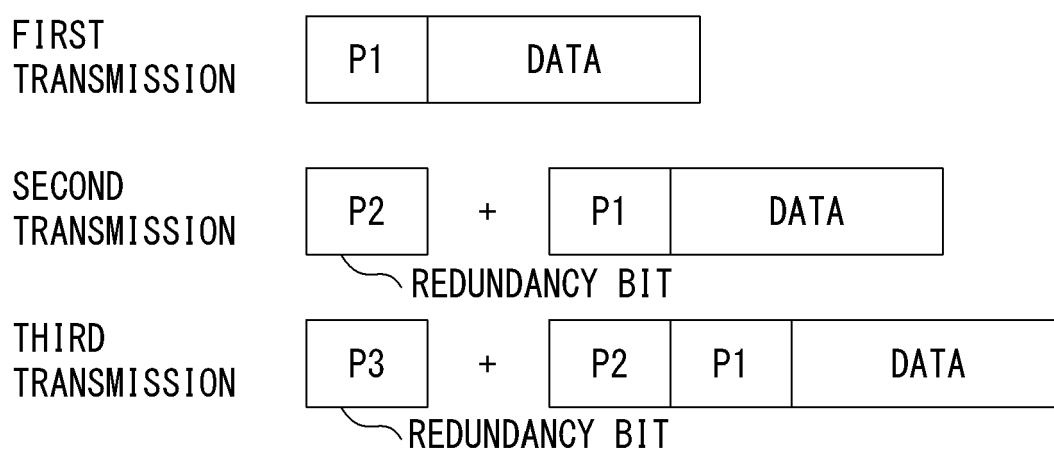 FIRST
TRANSMISSION
P1 DATA
SECOND
TRANSMISSION
P2 + P1 DATA
REDUNDANCY BIT
THIRD
TRANSMISSION
P3 + P2 P1 DATA
REDUNDANCY BIT